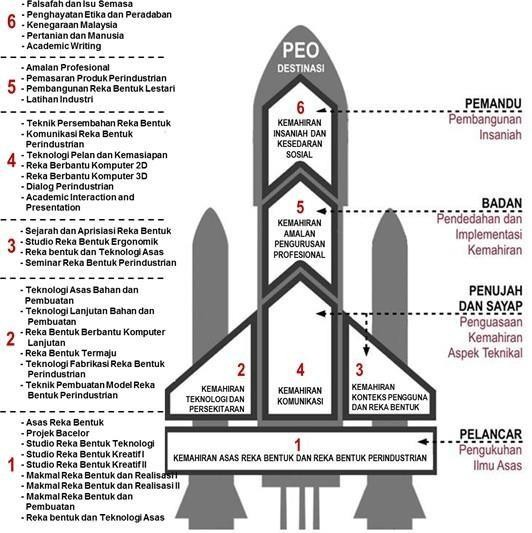 6
- Falsafah dan Isu Semasa
- Penghayatan Etika dan Peradaban
- Kenegaraan Malaysia
- Pertanian dan Manusia
- Academic Writing
5
- Amalan Profesional
- Pemasaran Produk Perindustrian
- Pembangunan Reka Bentuk Lestari
- Latihan Industri
4
- Teknik Persembahan Reka Bentuk
- Komunikasi Reka Bentuk
Perindustrian
- Teknologi Pelan dan Kemasiapan
- Reka Berbantu Komputer 2D
- Reka Berbantu Komputer 3D
- Dialog Perindustrian
- Academic Interaction and
Presentation
3
- Sejarah dan Aprisiasi Reka Bentuk
- Studio Reka Bentuk Ergonomik
- Reka bentuk dan Teknologi Asas
- Seminar Reka Bentuk Perindustrian
2
- Teknologi Asas Bahan dan
Pembuatan
- Teknologi Lanjutan Bahan dan
Pembuatan
- Reka Bentuk Berbantu Komputer
Lanjutan
- Reka Bentuk Termaju
- Teknologi Fabrikasi Reka Bentuk
Perindustrian
- Teknik Pembuatan Model Reka
Bentuk Perindustrian
1
- Asas Reka Bentuk
- Projek Bacelor
- Studio Reka Bentuk Teknologi
- Studio Reka Bentuk Kreatif I
- Studio Reka Bentuk Kreatif II
- Makmal Reka Bentuk dan Realisasi I
- Makmal Reka Bentuk dan Realisasi II
- Makmal Reka Bentuk dan
Pembuatan
- Reka bentuk dan Teknologi Asas
PEO
DESTINASI
6
KEMAHIRAN
INSANIAH DAN
KESEDARAN
SOSIAL
5
KEMAHIRAN
AMALAN
PENGURUSAN
PROFESIONAL
2
KEMAHIRAN
TEKNOLOGI DAN
PERSEKITARAN
4
KEMAHIRAN
KOMUNIKASI
3
KEMAHIRAN
KONTEKS PENGGUNA
DAN REKA BENTUK
1
KEMAHIRAN ASAS REKA BENTUK DAN REKA BENTUK PERINDUSTRIAN
PEMANDU
Pembangunan
Insaniah
BADAN
Pendedahan dan
Implementasi
Kemahiran
PENUJAH
DAN SAYAP
Penguasaan
Kemahiran
Aspek Teknikal
PELANCAR
Pengukuhan
Ilmu Asas